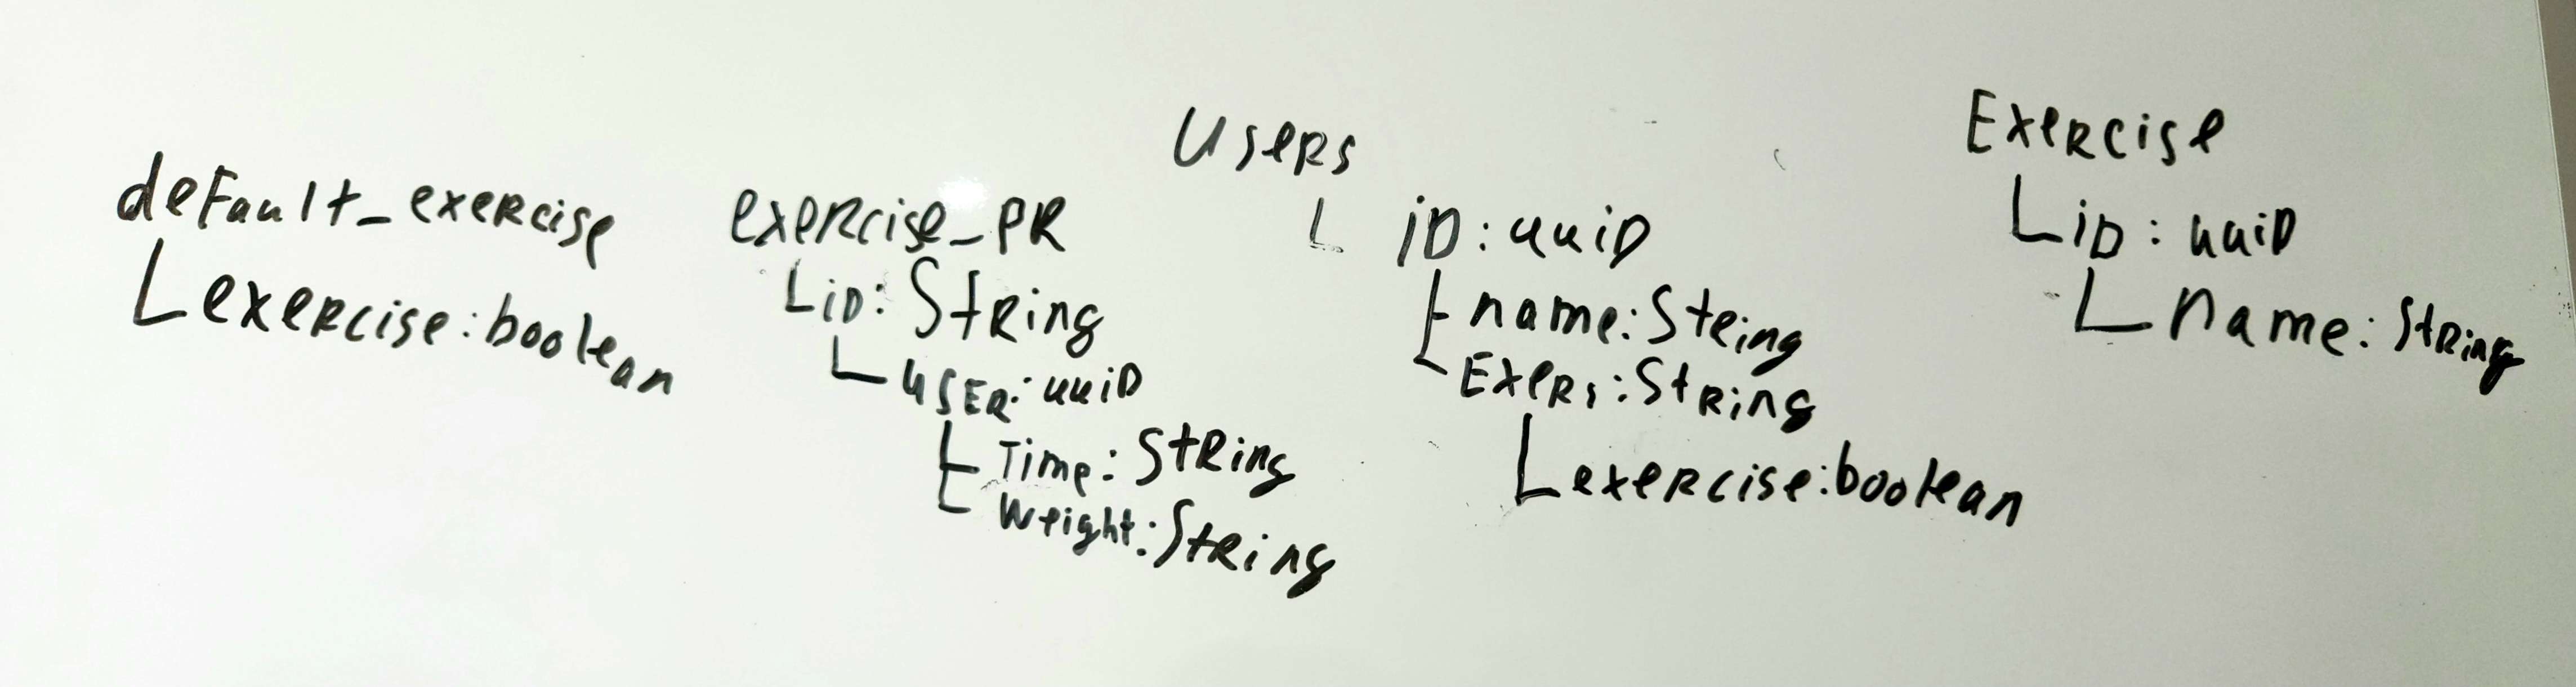 default_exercise
exercise:boolean
exercise_PR
iD:String
user:uuiD
Time:String
Weight:String
Users
iD:uuiD
name:String
Exers:String
exercise:boolean
Exercise
iD:uuiD
name:String